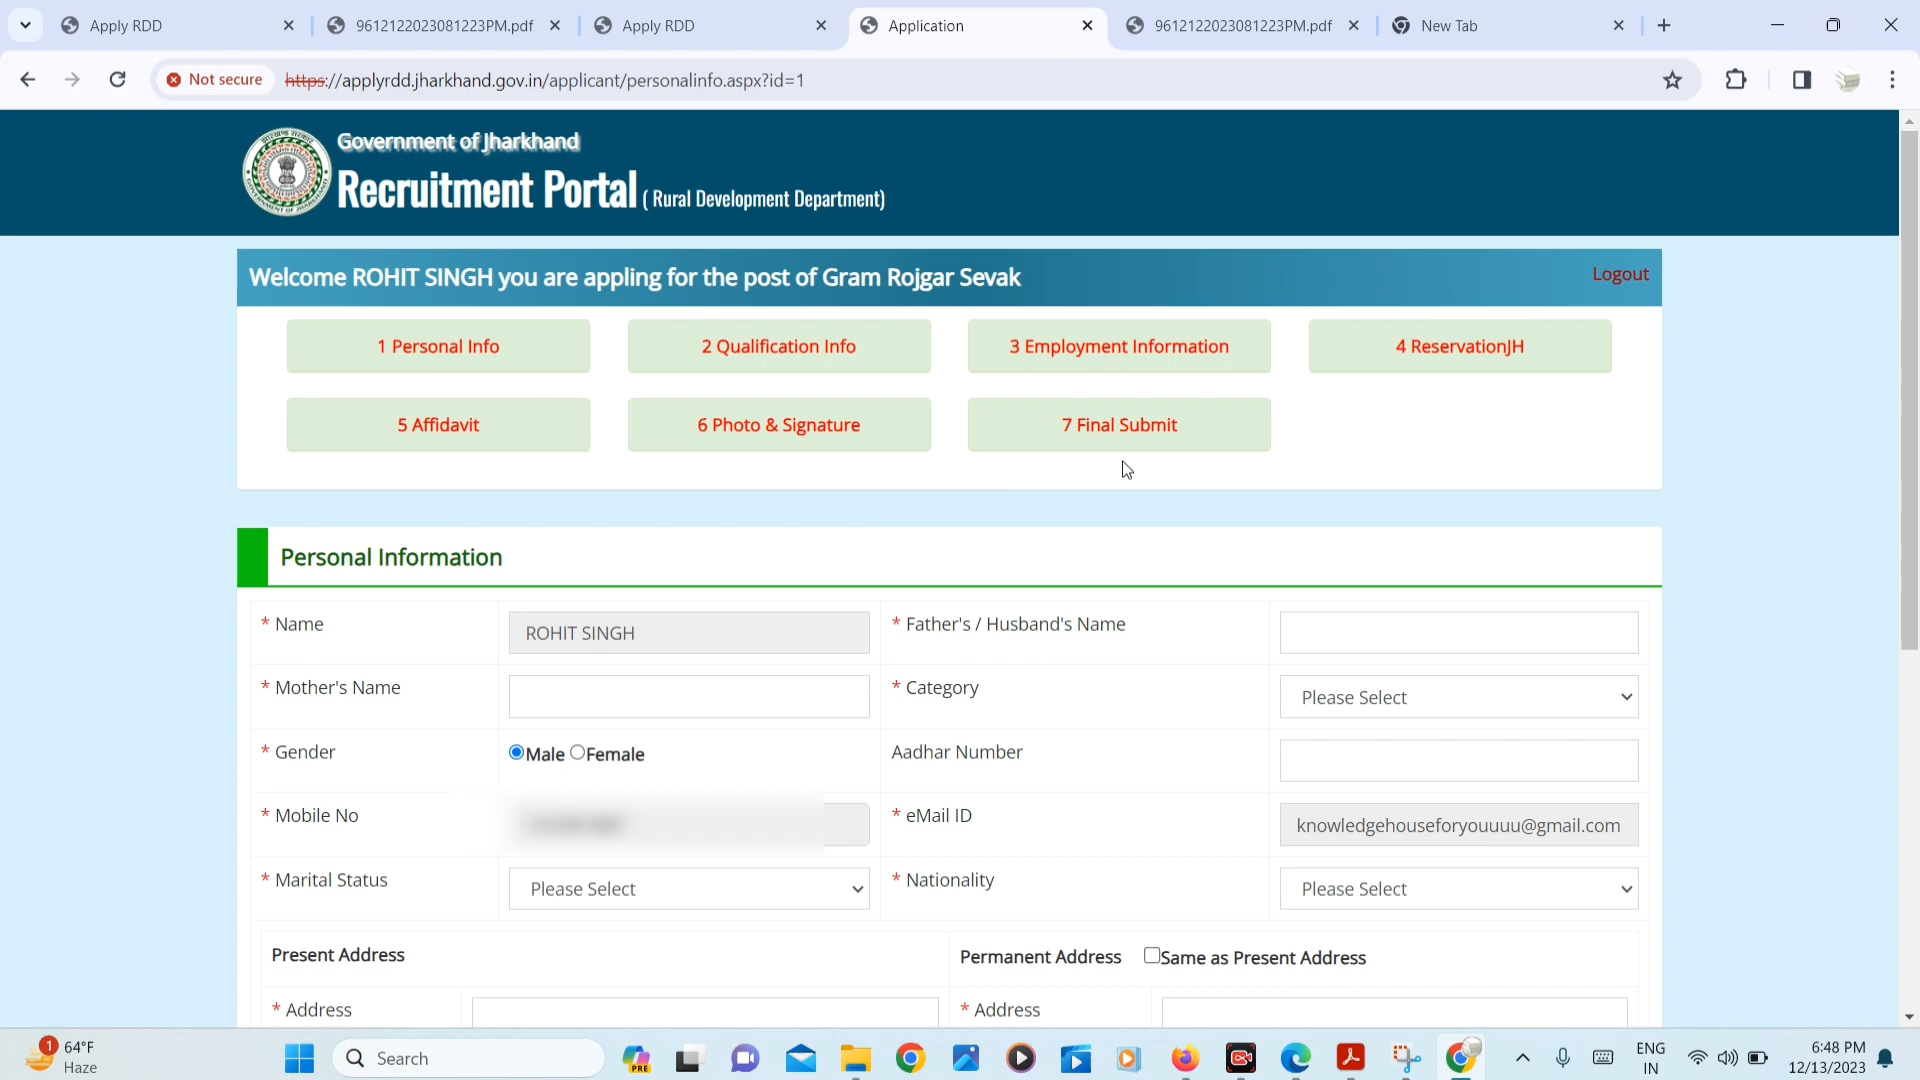 Apply RDD
9612122023081223PM.pdf
Apply RDD
Application
9612122023081223PM.pdf
New Tab
Not secure
https://applyrdd.jharkhand.gov.in/applicant/personalinfo.aspx?id=1
Government of Jharkhand
Recruitment Portal ( Rural Development Department)
Welcome ROHIT SINGH you are appling for the post of Gram Rojgar Sevak
Logout
1 Personal Info
2 Qualification Info
3 Employment Information
4 ReservationJH
5 Affidavit
6 Photo & Signature
7 Final Submit
Personal Information
* Name
ROHIT SINGH
* Father's / Husband's Name
* Mother's Name
* Category
Please Select
* Gender
Male Female
Aadhar Number
* Mobile No
* eMail ID
knowledgehouseforyouuuu@gmail.com
* Marital Status
Please Select
* Nationality
Please Select
Present Address
Permanent Address
Same as Present Address
* Address
* Address
1
64°F
Haze
Search
PRE
ENG
IN
6:48 PM
12/13/2023